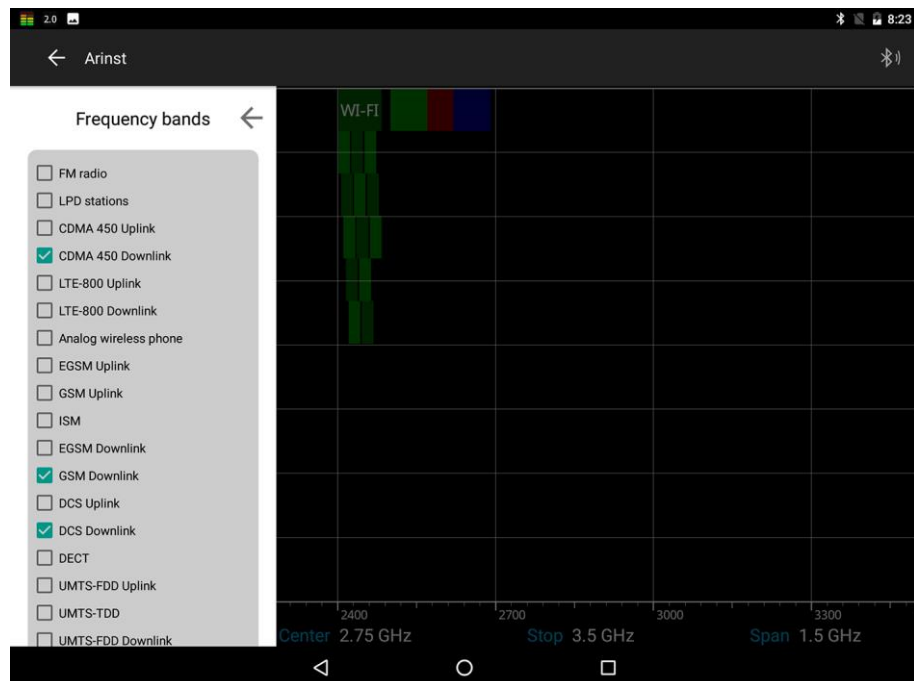 2.0
8:23
Arinst
Frequency bands
FM radio
LPD stations
CDMA 450 Uplink
CDMA 450 Downlink
LTE-800 Uplink
LTE-800 Downlink
Analog wireless phone
EGSM Uplink
GSM Uplink
ISM
EGSM Downlink
GSM Downlink
DCS Uplink
DCS Downlink
DECT
UMTS-FDD Uplink
UMTS-TDD
UMTS-FDD Downlink
WI-FI
2400 2700 3000 3300
Center 2.75 GHz Stop 3.5 GHz Span 1.5 GHz